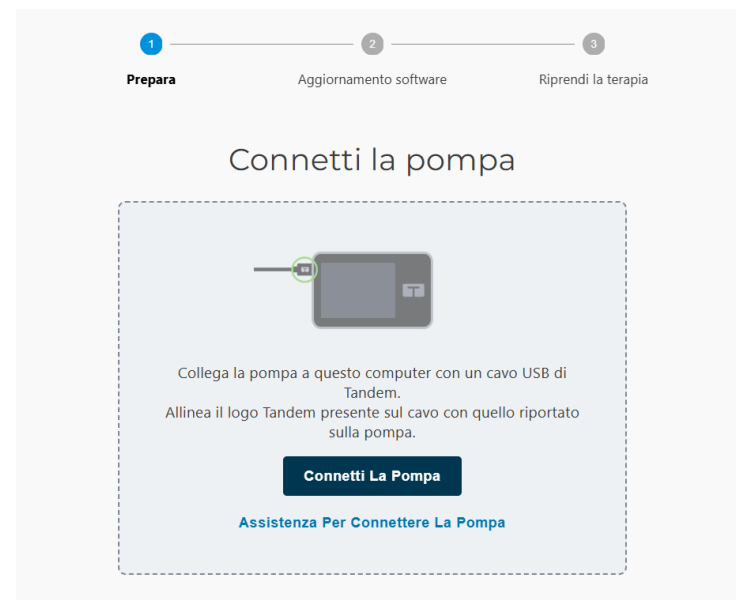 1
2
3
Prepara
Aggiornamento software
Riprendi la terapia
Connetti la pompa
Collega la pompa a questo computer con un cavo USB di
Tandem.
Allinea il logo Tandem presente sul cavo con quello riportato
sulla pompa.
Connetti La Pompa
Assistenza Per Connettere La Pompa